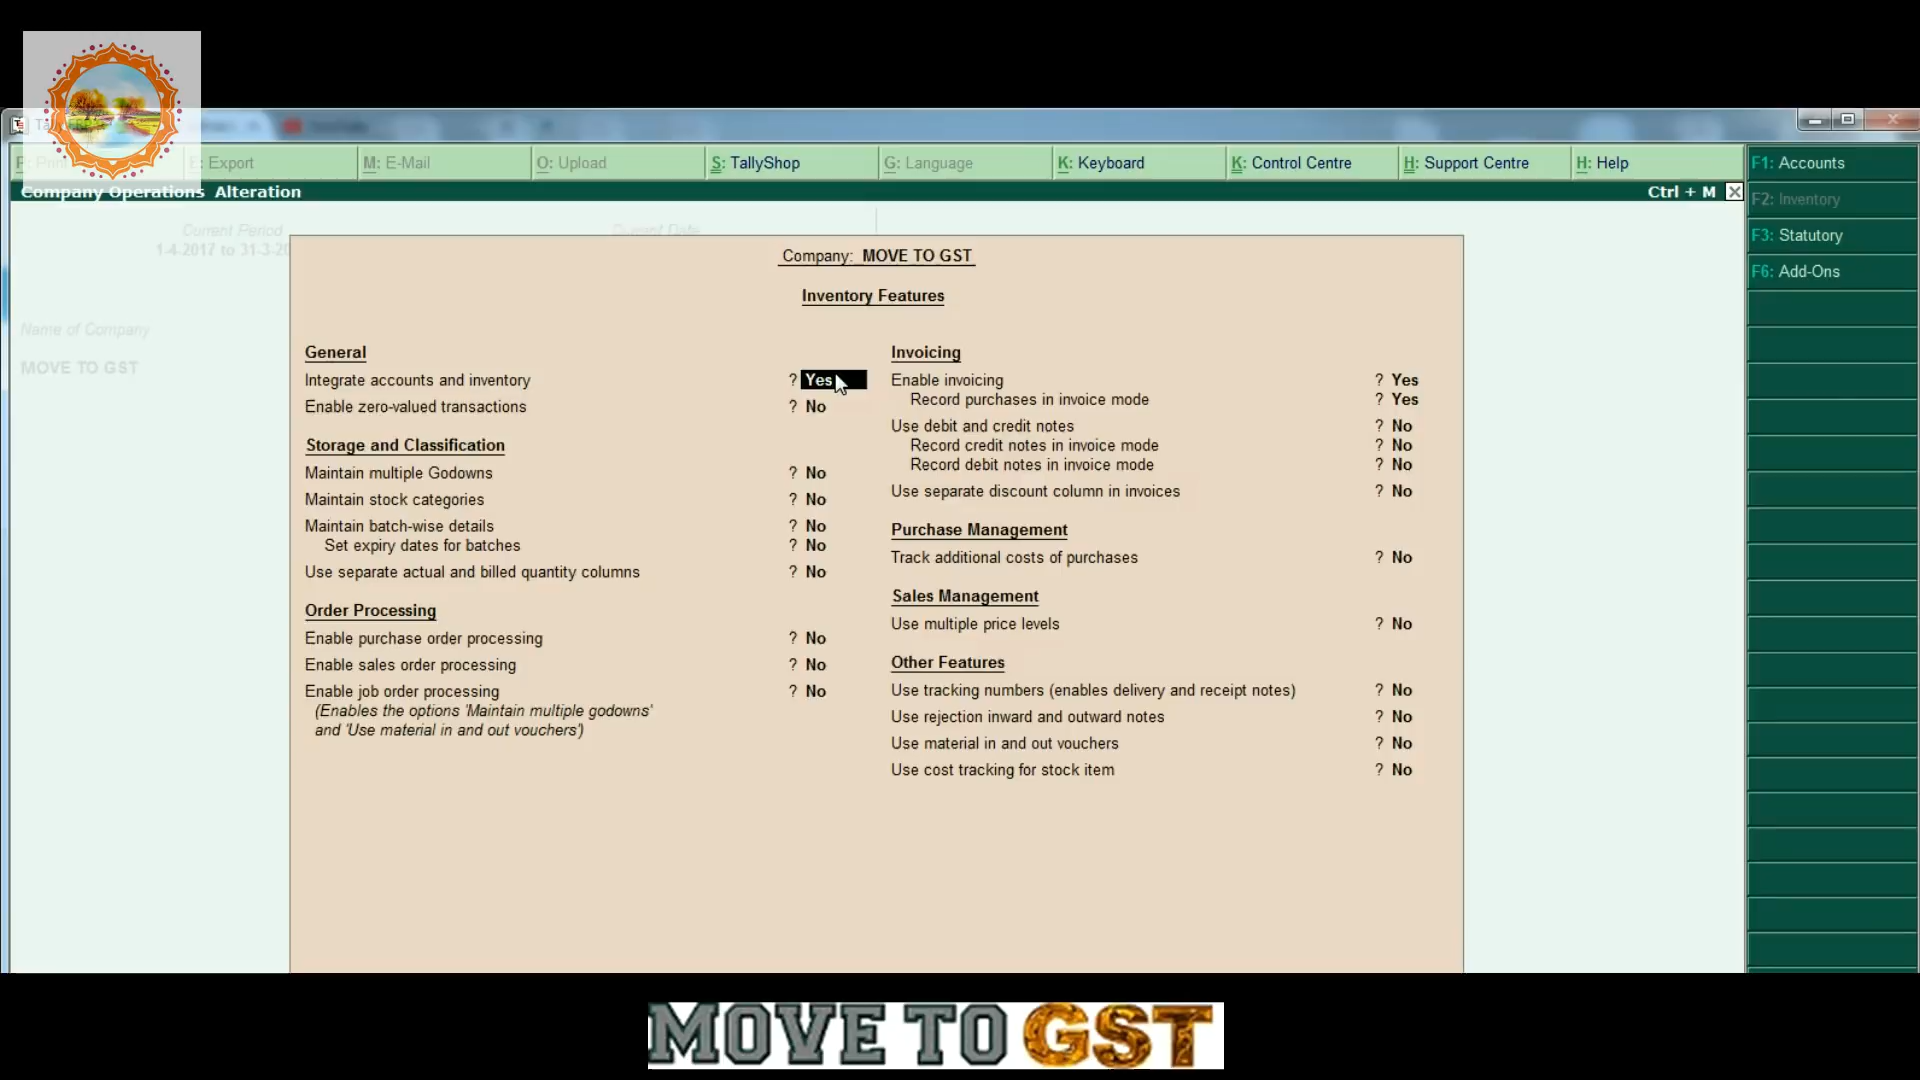 P: Print
E: Export
M: E-Mail
O: Upload
S: TallyShop
G: Language
K: Keyboard
K: Control Centre
H: Support Centre
H: Help
F1: Accounts
Company Operations Alteration
Ctrl + M
F2: Inventory
Current Period
Current Date
1-4-2017 to 31-3-20
F3: Statutory
F6: Add-Ons
Name of Company
MOVE TO GST
Company: MOVE TO GST
Inventory Features
General
Integrate accounts and inventory ? Yes
Enable zero-valued transactions ? No
Storage and Classification
Maintain multiple Godowns ? No
Maintain stock categories ? No
Maintain batch-wise details ? No
Set expiry dates for batches ? No
Use separate actual and billed quantity columns ? No
Order Processing
Enable purchase order processing ? No
Enable sales order processing ? No
Enable job order processing ? No
(Enables the options 'Maintain multiple godowns'
and 'Use material in and out vouchers')
Invoicing
Enable invoicing ? Yes
Record purchases in invoice mode ? Yes
Use debit and credit notes ? No
Record credit notes in invoice mode ? No
Record debit notes in invoice mode ? No
Use separate discount column in invoices ? No
Purchase Management
Track additional costs of purchases ? No
Sales Management
Use multiple price levels ? No
Other Features
Use tracking numbers (enables delivery and receipt notes) ? No
Use rejection inward and outward notes ? No
Use material in and out vouchers ? No
Use cost tracking for stock item ? No
MOVE TO GST